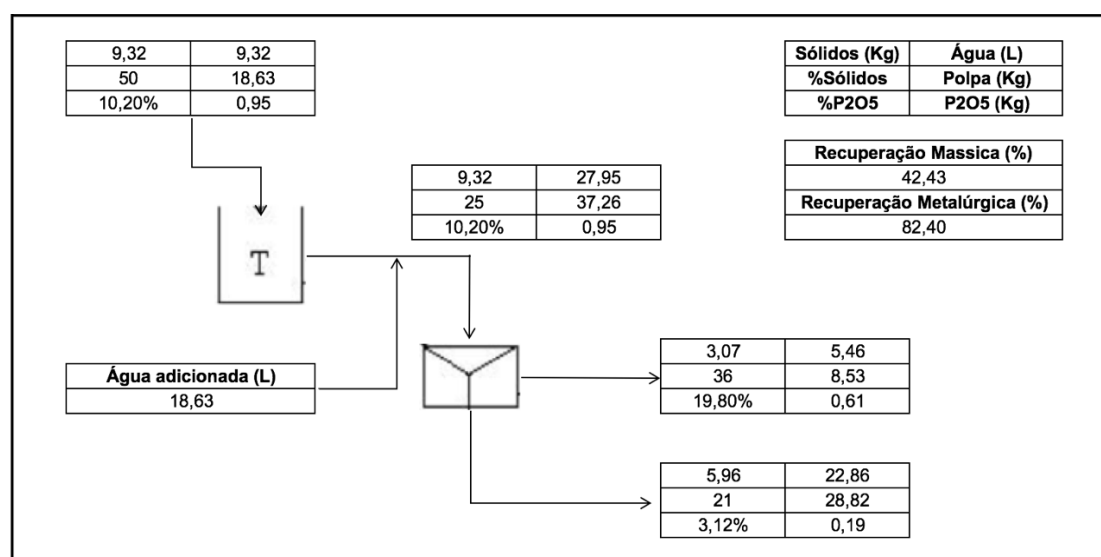 9,32 9,32
50 18,63
10,20% 0,95
Sólidos (Kg) Água (L)
%Sólidos Polpa (Kg)
%P2O5 P2O5 (Kg)
Recuperação Massica (%)
42,43
Recuperação Metalúrgica (%)
82,40
9,32 27,95
25 37,26
10,20% 0,95
T
Água adicionada (L)
18,63
3,07 5,46
36 8,53
19,80% 0,61
5,96 22,86
21 28,82
3,12% 0,19